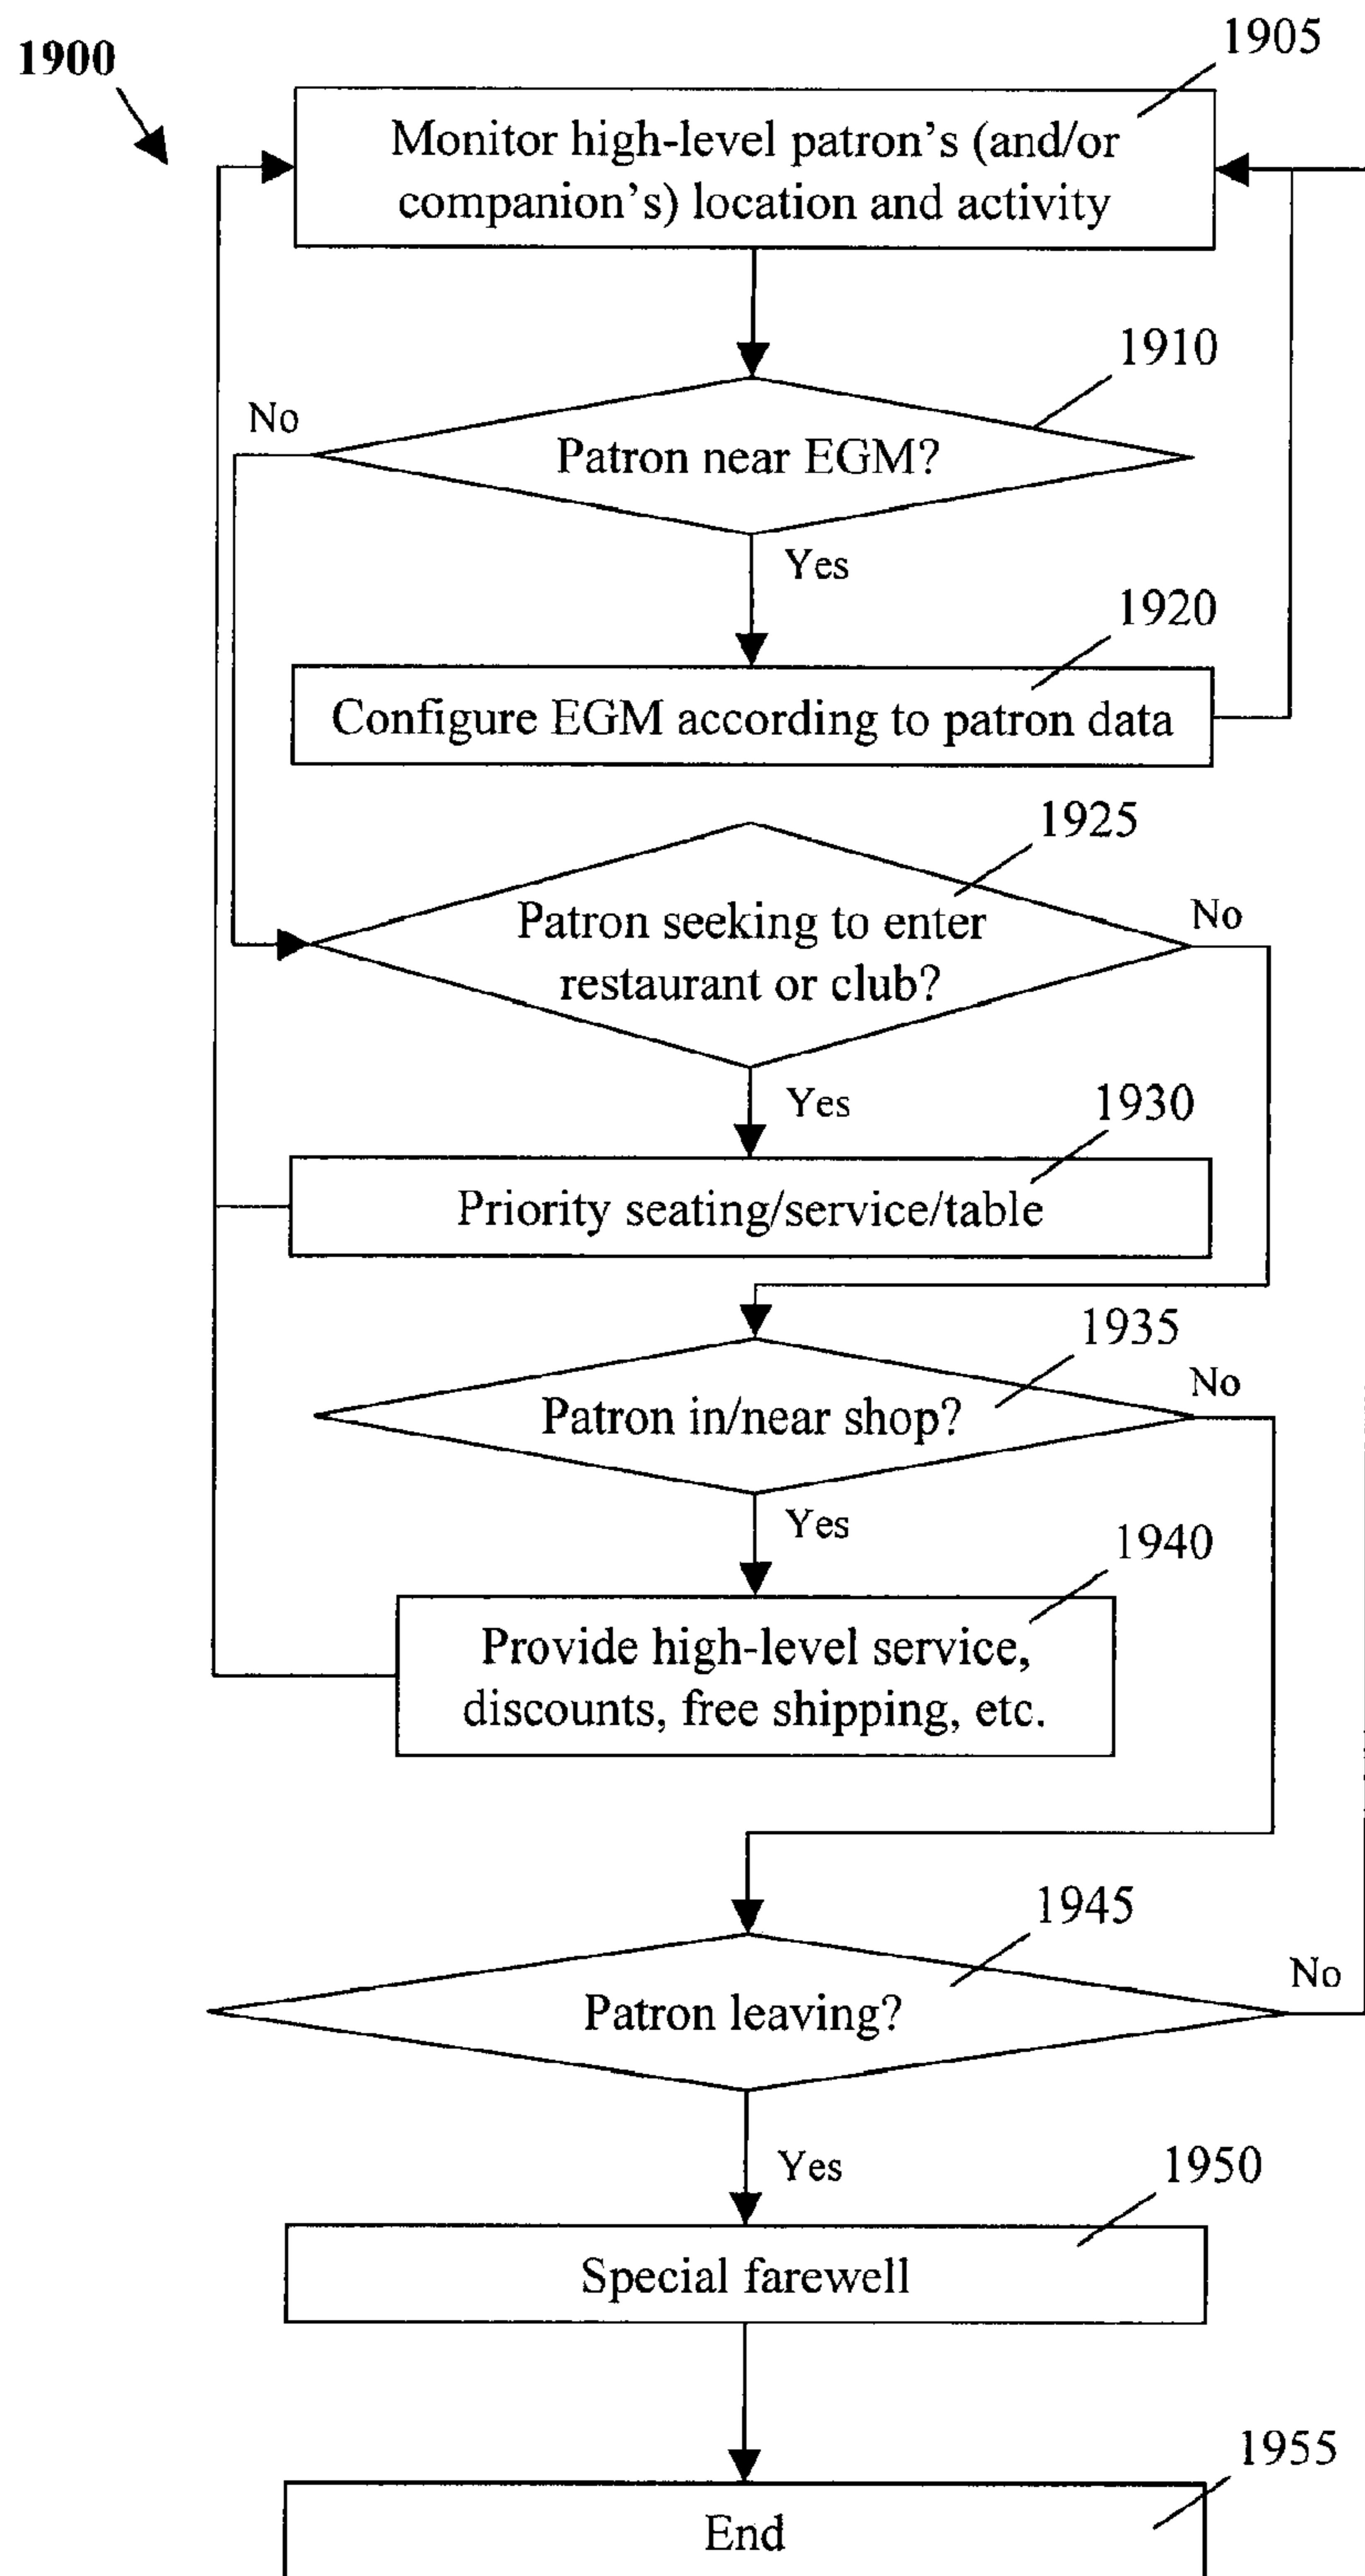 1900
1905
Monitor high-level patron's (and/or
companion's) location and activity
1910
No
Patron near EGM?
Yes
1920
Configure EGM according to patron data
1925
Patron seeking to enter
restaurant or club?
No
Yes
1930
Priority seating/service/table
1935
No
Patron in/near shop?
Yes
1940
Provide high-level service,
discounts, free shipping, etc.
1945
No
Patron leaving?
Yes
1950
Special farewell
1955
End